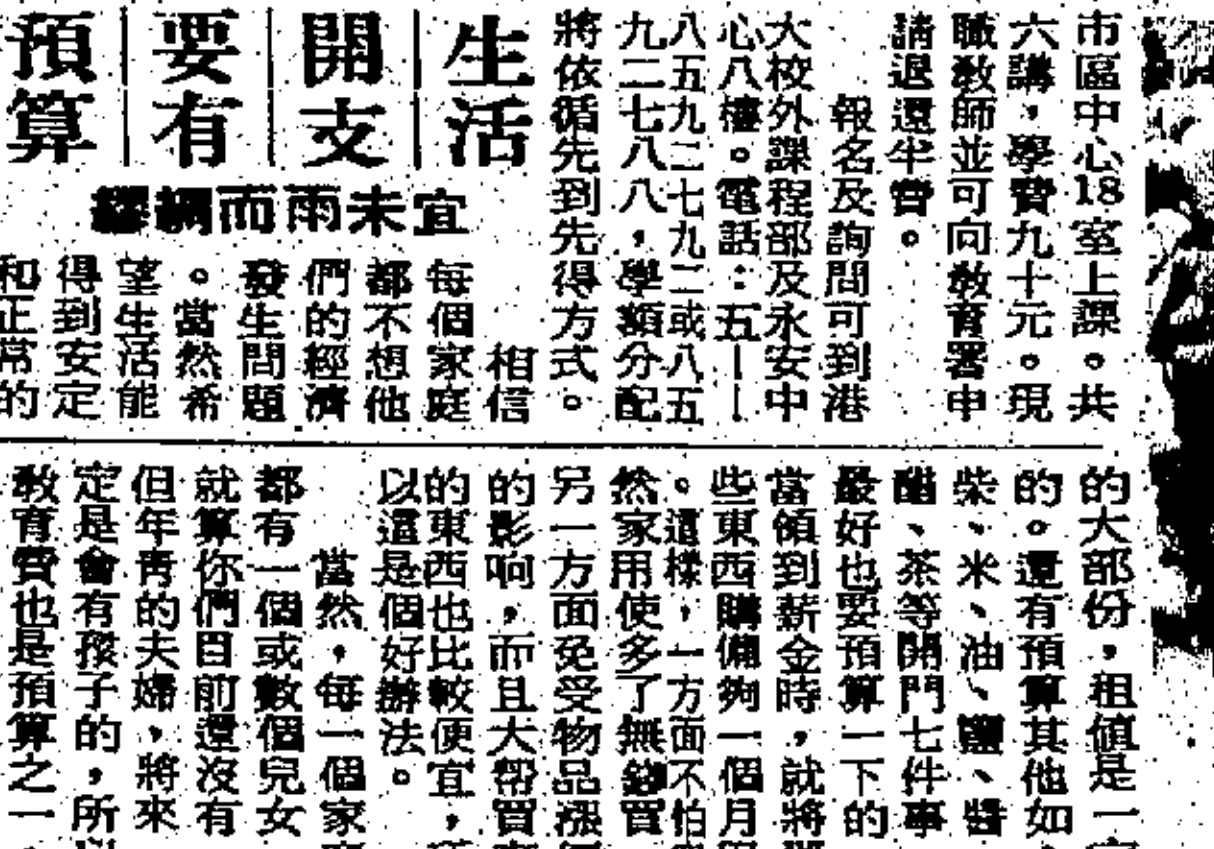 市區中心18室上課。共
六講，學費九十元。現
職教師並可向教育署申
請退還半費。
報名及詢問可到港
大校外課程部及永安中
心八樓。電話：五——
八五九二七九二或八五
九二七八八，學額分配
將依循先到先得方式。
生活
開支
要有
預算
宜未雨而綢繆
相信
每個家庭
都不想他
們的經濟
發生問題
。當然希
望生活能
得到安定
和正常的
的大部份，租値是一
的。還有預算其他如
柴、米、油、鹽、醬
醋、茶等開門七件事
最好也要預算一下的
當領到薪金時，就將
些東西購備夠一個月
。這樣，一方面不怕
然家用使多了無錢買
另一方面免受物品漲
的影响，而且大帮買
的東西也比較便宜，
以這是個好辦法。
當然，每一個家
都有一個或數個兒女
就算你們目前還沒有
但年靑的夫婦，將來
定是會有孩子的，所
教育費也是預算之一